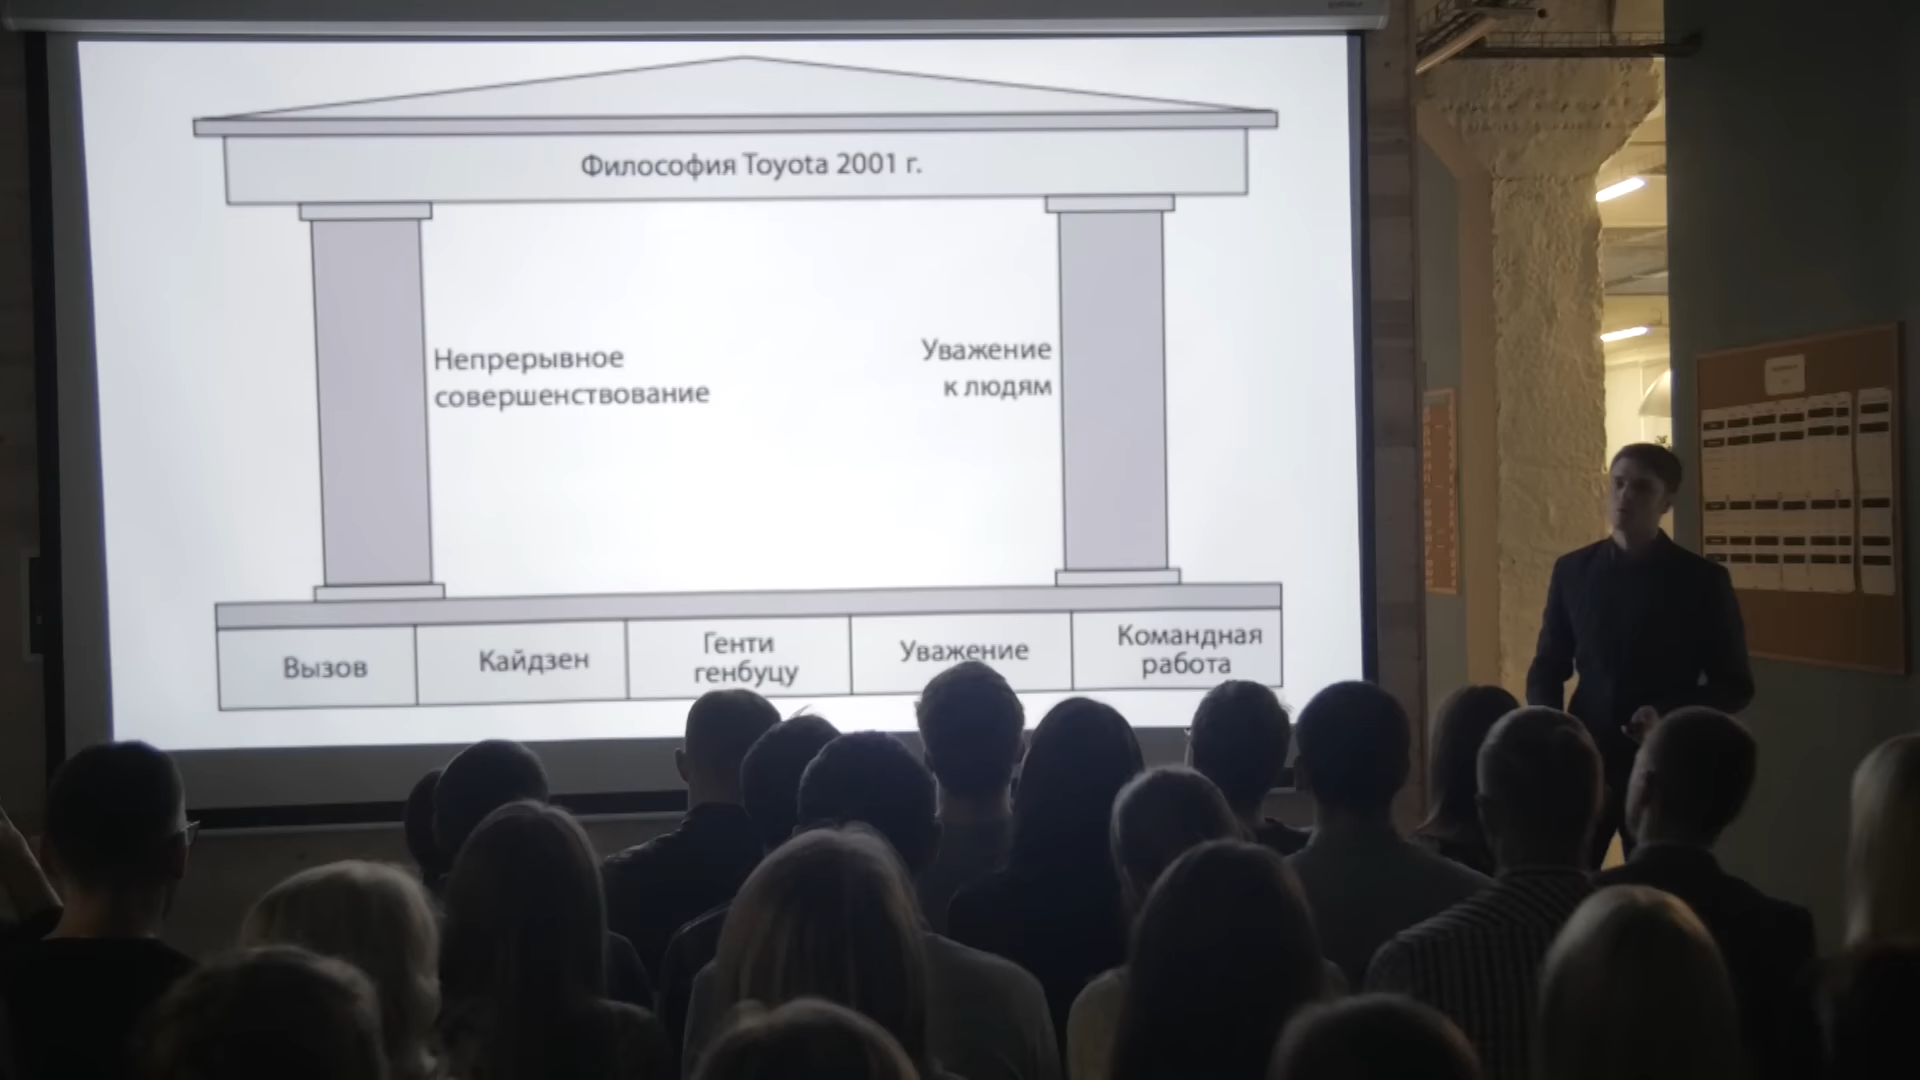 Философия Toyota 2001 г.
Непрерывное
совершенствование
Уважение
к людям
Вызов
Кайдзен
Генти
генбуцу
Уважение
Командная
работа